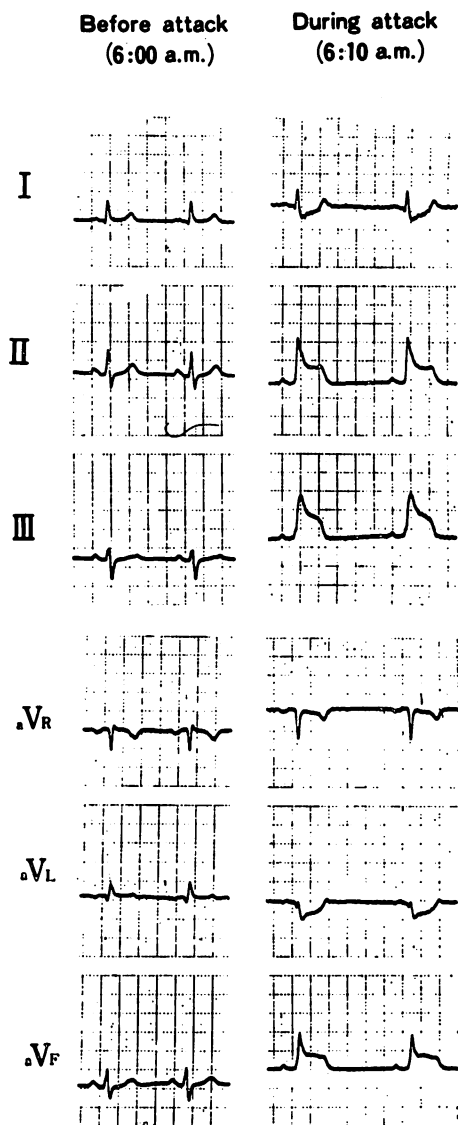 Before attack
(6:00 a.m.)
During attack
(6:10 a.m.)
I
II
III
aVR
aVL
aVF